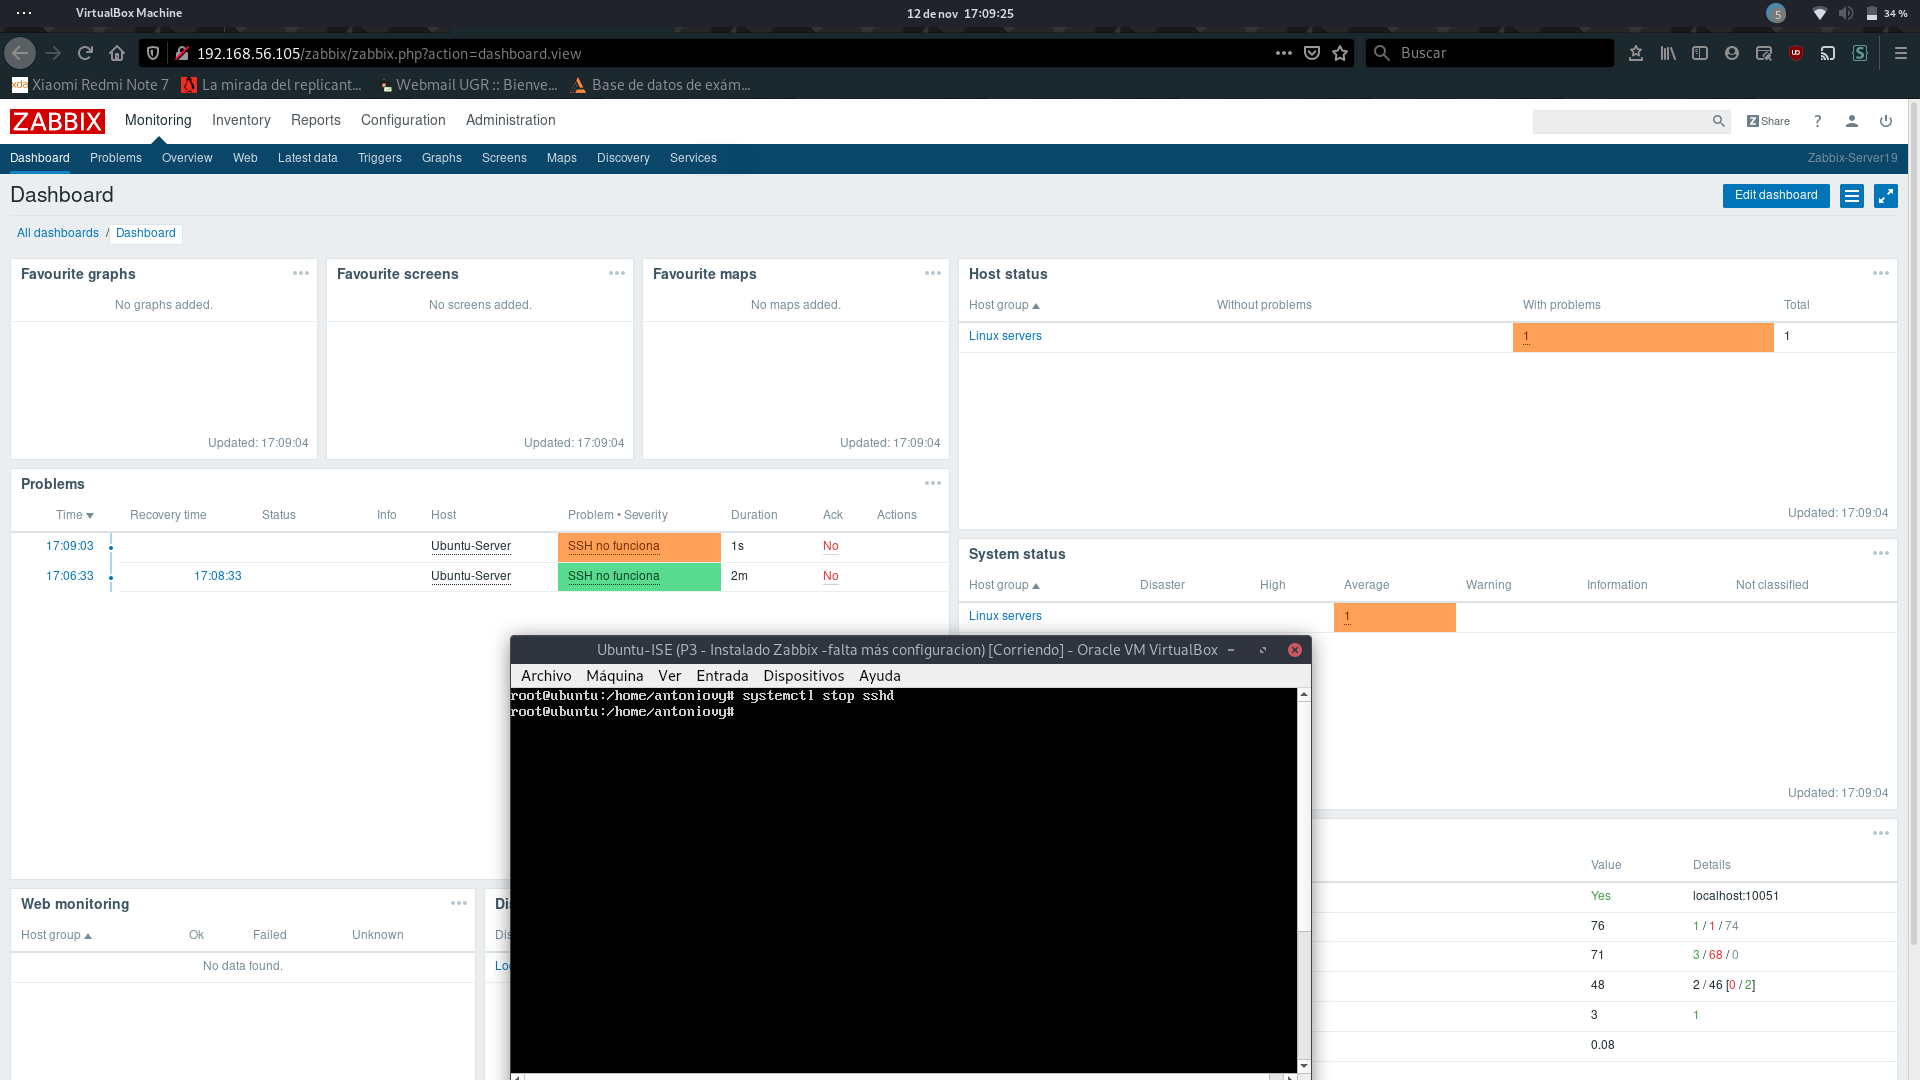 VirtualBox Machine
12 de nov 17:09:25
5
34 %
192.168.56.105/zabbix/zabbix.php?action=dashboard.view
Buscar
xda Xiaomi Redmi Note 7
La mirada del replicant...
Webmail UGR :: Bienve...
Base de datos de exám...
ZABBIX
Monitoring Inventory Reports Configuration Administration
Z Share ?
Dashboard Problems Overview Web Latest data Triggers Graphs Screens Maps Discovery Services
Zabbix-Server19
Dashboard
Edit dashboard
All dashboards / Dashboard
Favourite graphs
No graphs added.
Updated: 17:09:04
Favourite screens
No screens added.
Updated: 17:09:04
Favourite maps
No maps added.
Updated: 17:09:04
Host status
Host group Without problems With problems Total
Linux servers 1 1
Updated: 17:09:04
Problems
Time Recovery time Status Info Host Problem • Severity Duration Ack Actions
17:09:03 Ubuntu-Server SSH no funciona 1s No
17:06:33 17:08:33 Ubuntu-Server SSH no funciona 2m No
System status
Host group Disaster High Average Warning Information Not classified
Linux servers 1
Updated: 17:09:04
Ubuntu-ISE (P3 - Instalado Zabbix -falta más configuracion) [Corriendo] - Oracle VM VirtualBox
Archivo Máquina Ver Entrada Dispositivos Ayuda
root@ubuntu:/home/antoniovy# systemctl stop sshd
root@ubuntu:/home/antoniovy#
Value Details
Yes localhost:10051
76 1 / 1 / 74
71 3 / 68 / 0
48 2 / 46 [0 / 2]
3 1
0.08
Web monitoring
Host group Ok Failed Unknown
No data found.